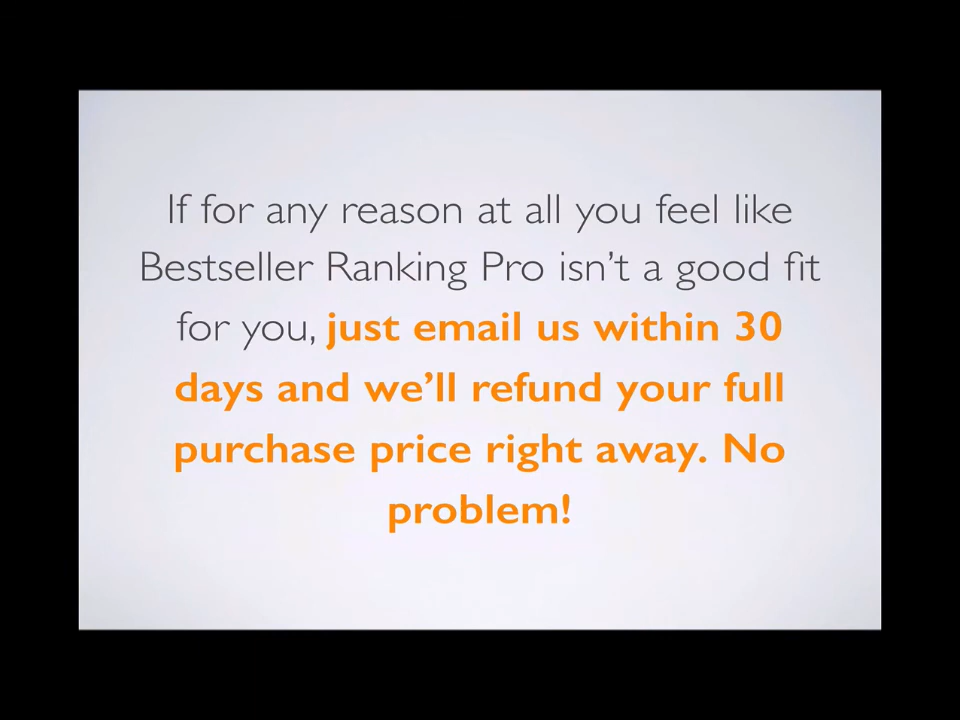 If for any reason at all you feel like
Bestseller Ranking Pro isn’t a good fit
for you, just email us within 30
days and we’ll refund your full
purchase price right away. No
problem!